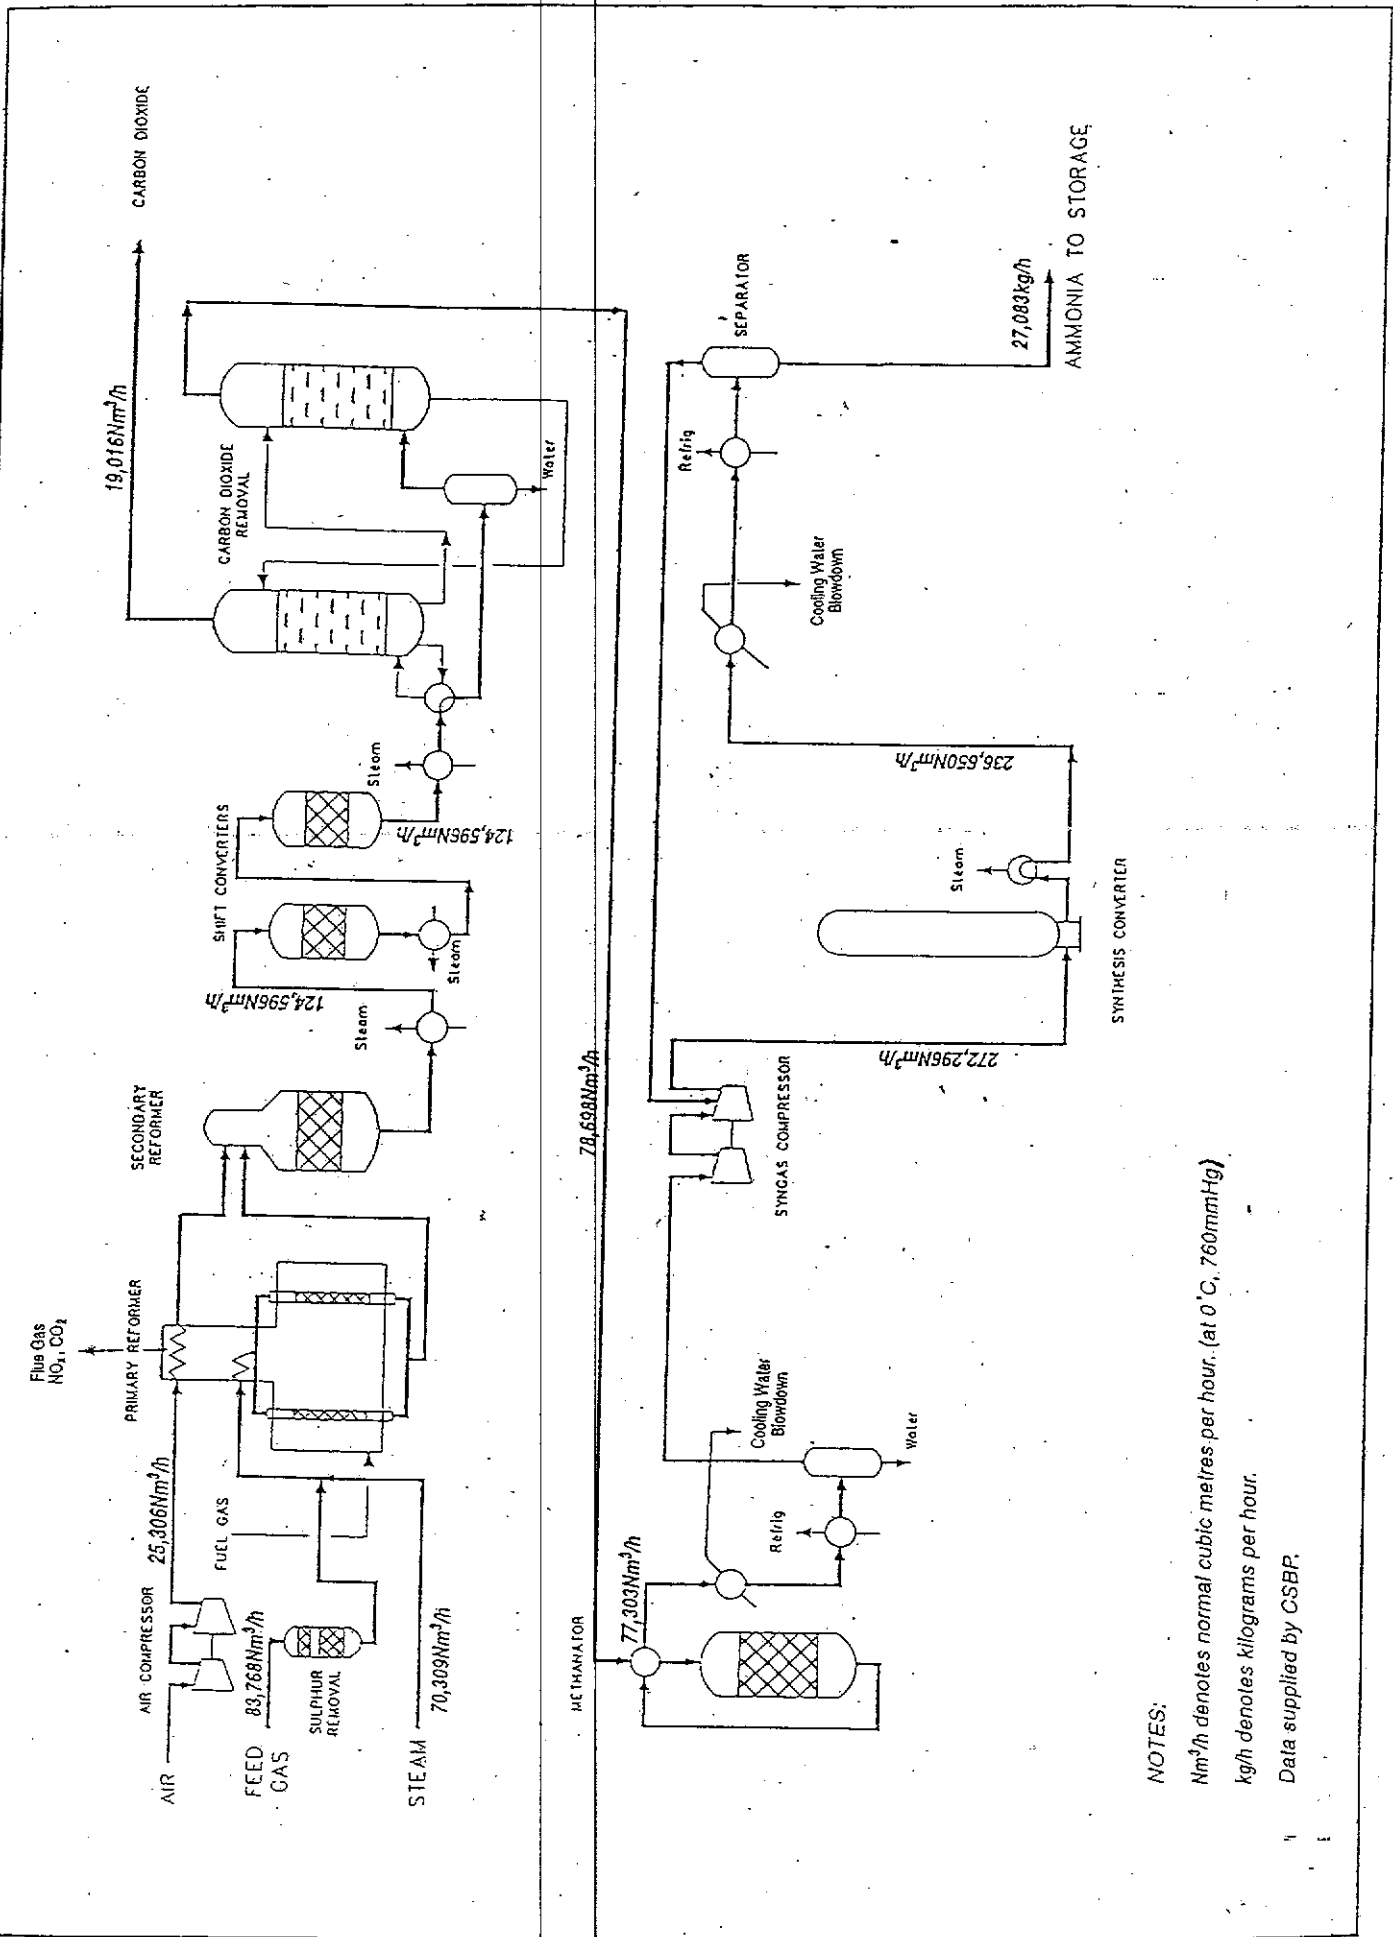 Flue Gas
NOx, CO2
PRIMARY REFORMER
AIR COMPRESSOR
25,306Nm³/h
AIR
FEED
GAS
83,768Nm³/h
SULPHUR
REMOVAL
FUEL GAS
STEAM
70,309Nm³/h
SECONDARY
REFORMER
Steam
124,596Nm³/h
SHIFT CONVERTERS
Steam
124,596Nm³/h
Steam
CARBON DIOXIDE
REMOVAL
19,016Nm³/h
CARBON DIOXIDE
Water
METHANATOR
78,698Nm³/h
77,303Nm³/h
Cooling Water
Blowdown
Refrig
Water
SYNGAS COMPRESSOR
272,296Nm³/h
SYNTHESIS CONVERTER
Steam
236,650Nm³/h
Cooling Water
Blowdown
Refrig
SEPARATOR
27,083kg/h
AMMONIA TO STORAGE
NOTES:
Nm³/h denotes normal cubic metres per hour. (at 0°C, 760mmHg)
kg/h denotes kilograms per hour.
Data supplied by CSBP.